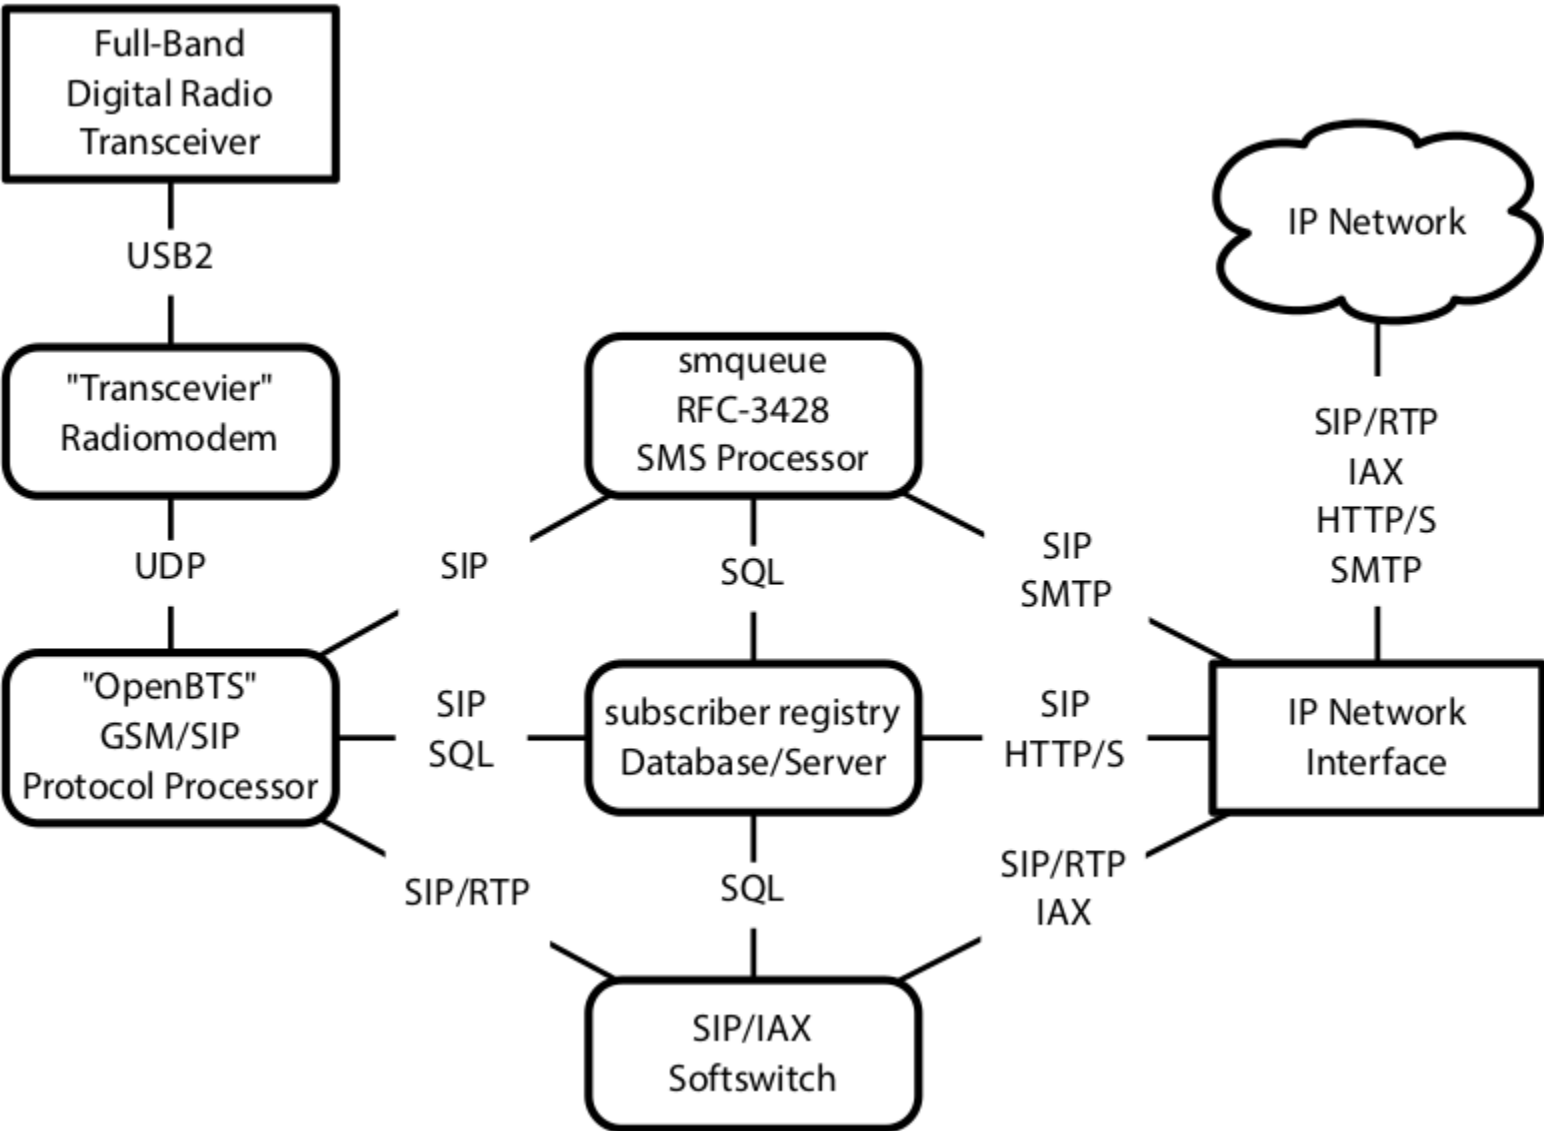 Full-Band
Digital Radio
Transceiver
USB2
"Transcevier"
Radiomodem
UDP
"OpenBTS"
GSM/SIP
Protocol Processor
SIP
SIP
SQL
SIP/RTP
smqueue
RFC-3428
SMS Processor
SQL
subscriber registry
Database/Server
SQL
SIP/IAX
Softswitch
SIP
SMTP
SIP
HTTP/S
SIP/RTP
IAX
IP Network
SIP/RTP
IAX
HTTP/S
SMTP
IP Network
Interface